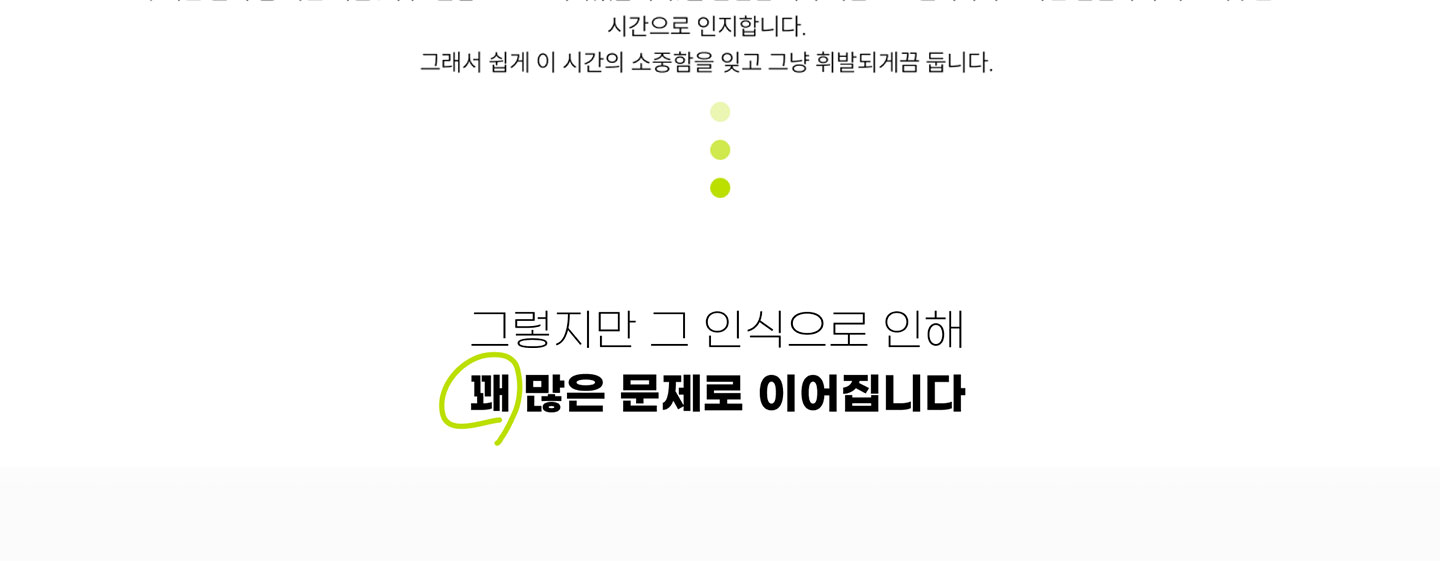 시간으로 인지합니다.
그래서 쉽게 이 시간의 소중함을 잊고 그냥 휘발되게끔 둡니다.
그렇지만 그 인식으로 인해
꽤 많은 문제로 이어집니다